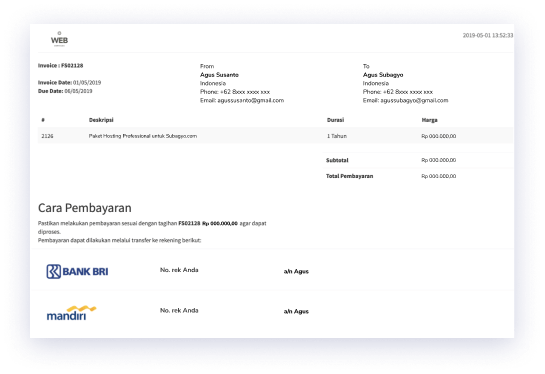 WEB
2019-05-01 13:52:33
Invoice : FS02128
Invoice Date: 01/05/2019
Due Date: 06/05/2019
From
Agus Susanto
Indonesia
Phone: +62 8xxx xxxx xxx
Email: agussusanto@gmail.com
To
Agus Subagyo
Indonesia
Phone: +62 8xxx xxxx xxx
Email: agussubagyo@gmail.com
# Deskripsi Durasi Harga
2126 Paket Hosting Professional untuk Subagyo.com 1 Tahun Rp 000.000,00
Subtotal Rp 000.000,00
Total Pembayaran Rp 000.000,00
Cara Pembayaran
Pastikan melakukan pembayaran sesuai dengan tagihan FS02128 Rp 000.000,00 agar dapat
diproses.
Pembayaran dapat dilakukan melalui transfer ke rekening berikut:
BANK BRI No. rek Anda a/n Agus
mandiri No. rek Anda a/n Agus